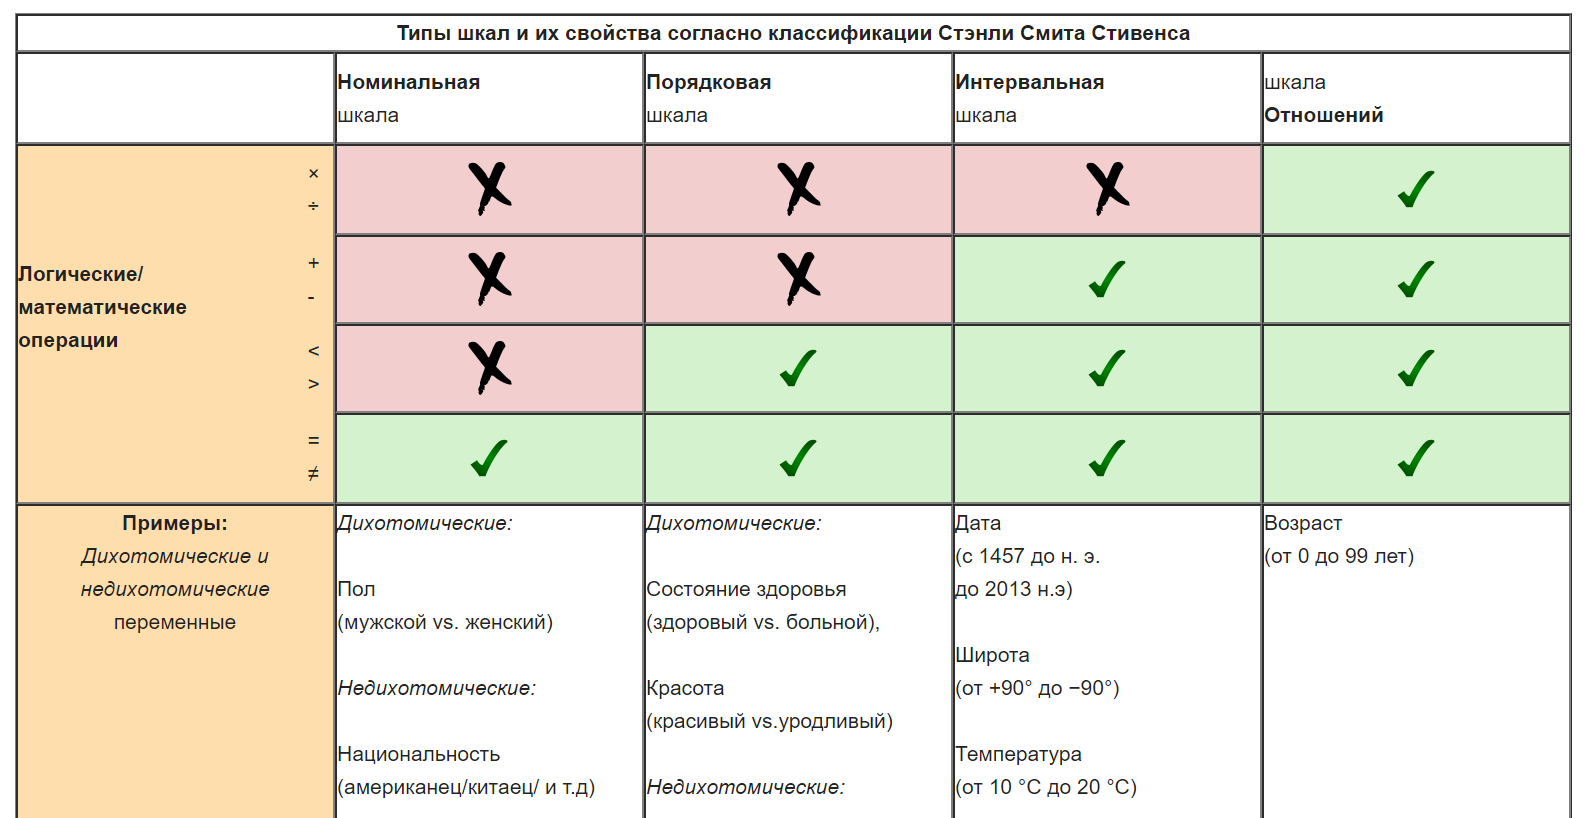 Типы шкал и их свойства согласно классификации Стэнли Смита Стивенса
Номинальная
шкала
Порядковая
шкала
Интервальная
шкала
шкала
Отношений
Логические/
математические
операции
×
÷
+
-
<
>
=
≠
Примеры:
Дихотомические и
недихотомические
переменные
Дихотомические:
Пол
(мужской vs. женский)
Недихотомические:
Национальность
(американец/китаец/ и т.д)
Дихотомические:
Состояние здоровья
(здоровый vs. больной),
Красота
(красивый vs.уродливый)
Недихотомические:
Дата
(с 1457 до н. э.
до 2013 н.э)
Широта
(от +90° до −90°)
Температура
(от 10 °C до 20 °C)
Возраст
(от 0 до 99 лет)